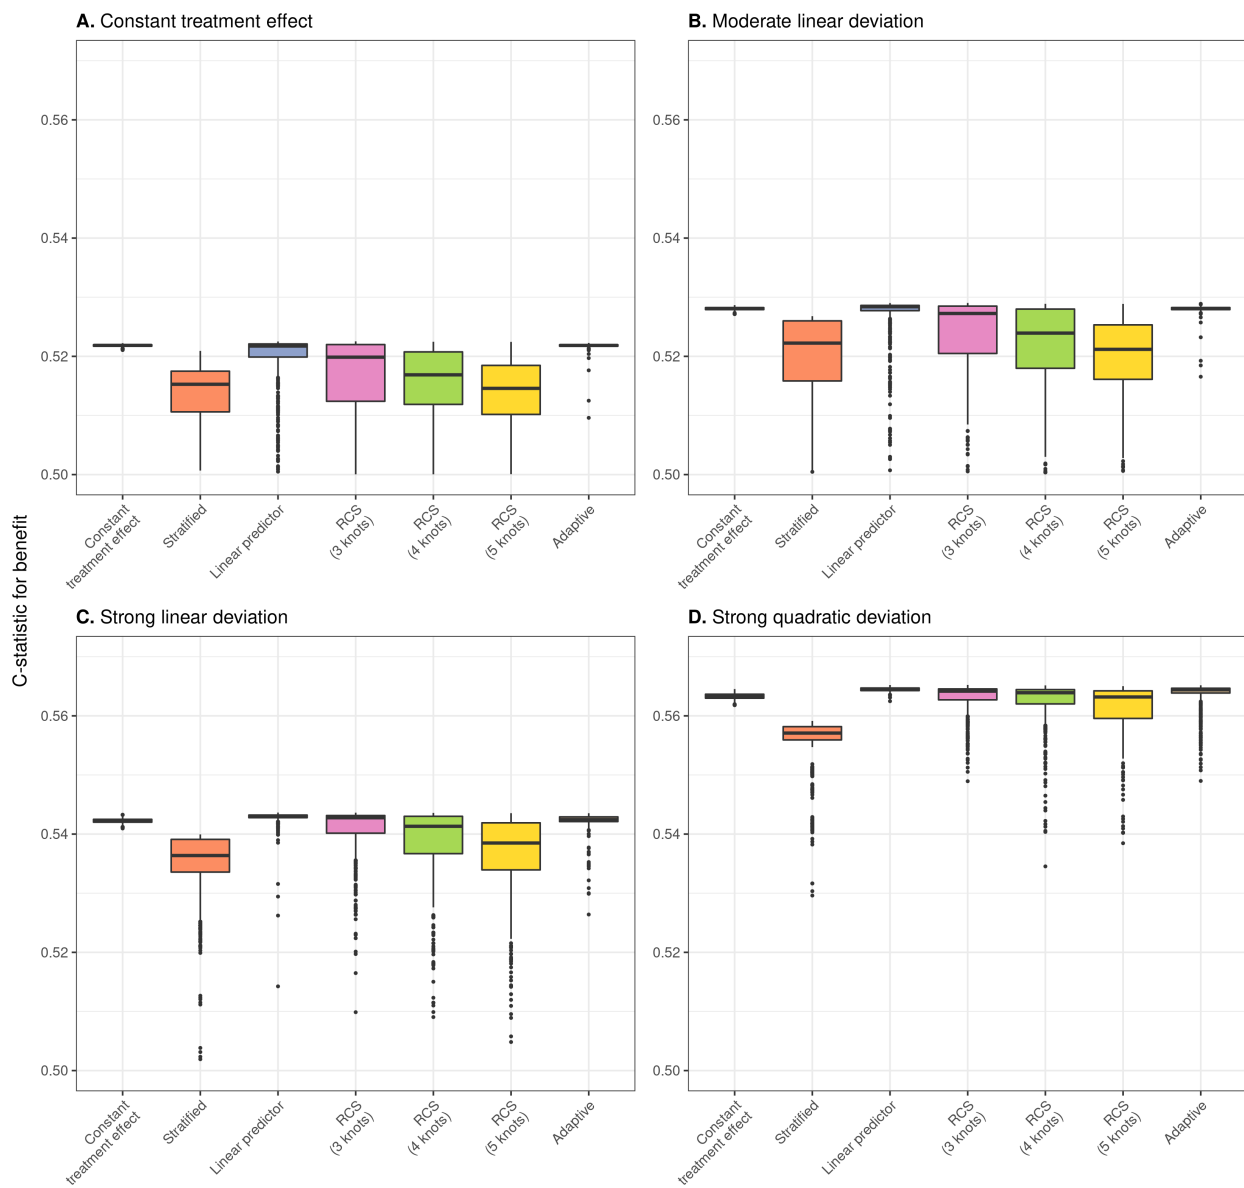 A. Constant treatment effect
0.56
0.54
0.52
0.50
Constant
treatment effect
Stratified
Linear predictor
RCS
(3 knots)
RCS
(4 knots)
RCS
(5 knots)
Adaptive
B. Moderate linear deviation
0.56
0.54
0.52
0.50
Constant
treatment effect
Stratified
Linear predictor
RCS
(3 knots)
RCS
(4 knots)
RCS
(5 knots)
Adaptive
C-statistic for benefit
C. Strong linear deviation
0.56
0.54
0.52
0.50
Constant
treatment effect
Stratified
Linear predictor
RCS
(3 knots)
RCS
(4 knots)
RCS
(5 knots)
Adaptive
D. Strong quadratic deviation
0.56
0.54
0.52
0.50
Constant
treatment effect
Stratified
Linear predictor
RCS
(3 knots)
RCS
(4 knots)
RCS
(5 knots)
Adaptive